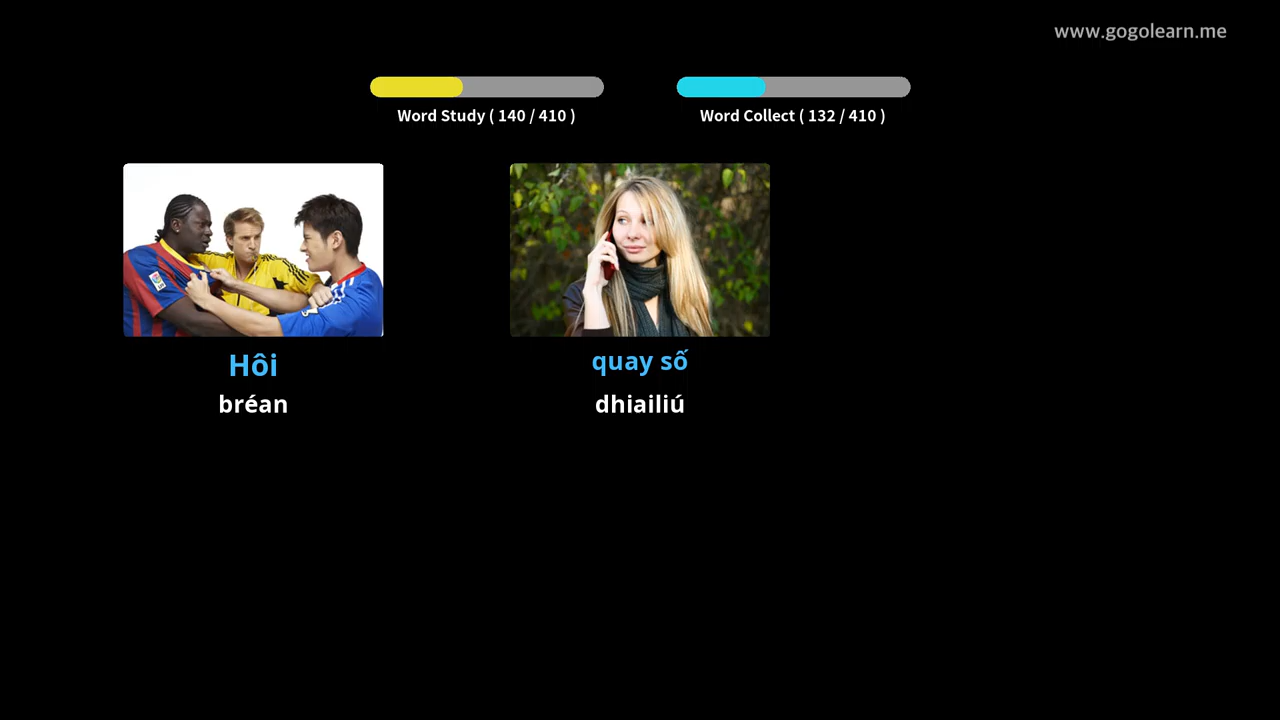 www.gogolearn.me
Word Study ( 140 / 410 )
Word Collect ( 132 / 410 )
Hôi
bréan
quay số
dhiailiú